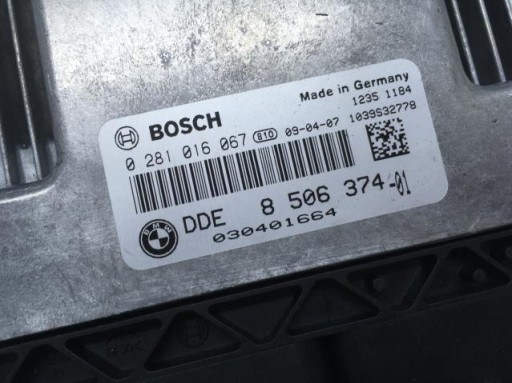 Made in Germany
BOSCH 1235 1184
0 281 016 067 810 09-04-07 1039S32778
BMW
DDE 8 506 374-01
030401664